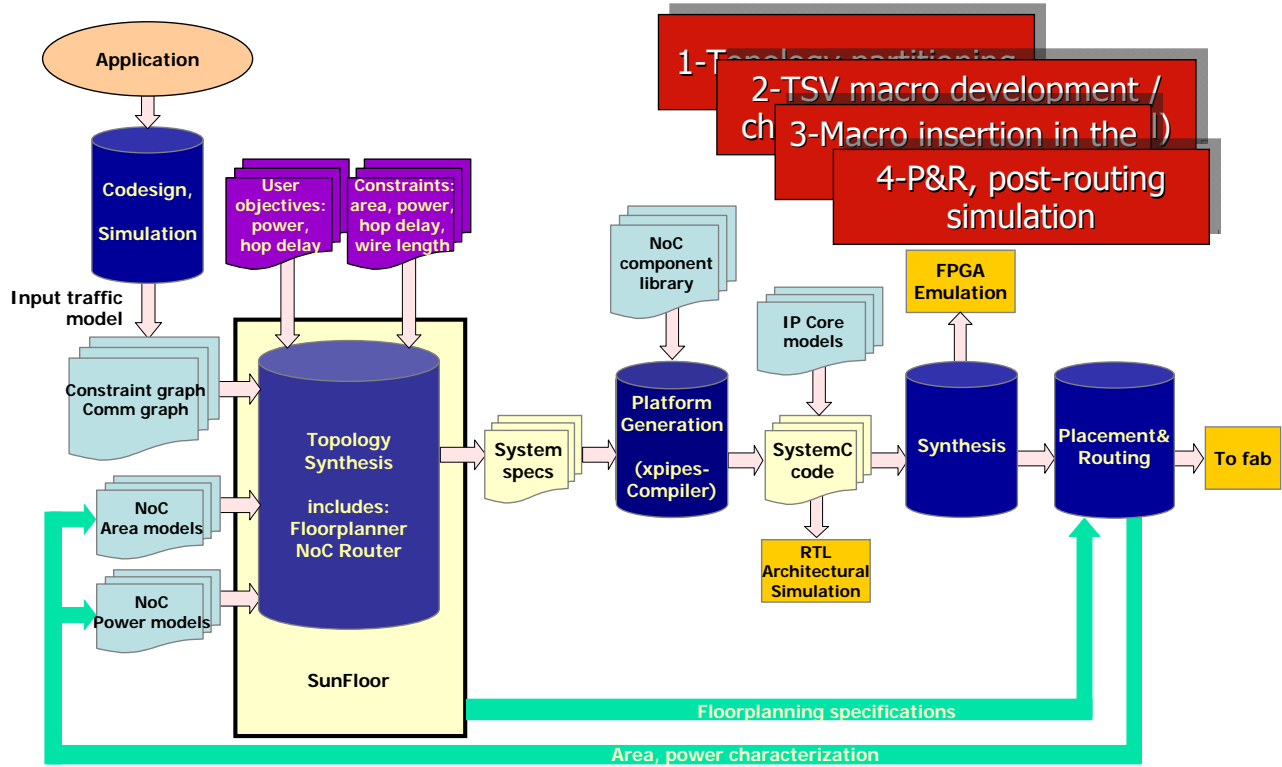 Application
1-Topology partitioning
2-TSV macro development /
ch
l)
3-Macro insertion in the
4-P&R, post-routing
simulation
Codesign,
Simulation
User
objectives:
power,
hop delay
Constraints:
area, power,
hop delay,
wire length
NoC
component
library
FPGA
Emulation
Input traffic
model
IP Core
models
Constraint graph
Comm graph
Topology
Synthesis
includes:
Floorplanner
NoC Router
System
specs
Platform
Generation
(xpipes-
Compiler)
SystemC
code
Synthesis
Placement&
Routing
To fab
NoC
Area models
RTL
Architectural
Simulation
NoC
Power models
SunFloor
Floorplanning specifications
Area, power characterization